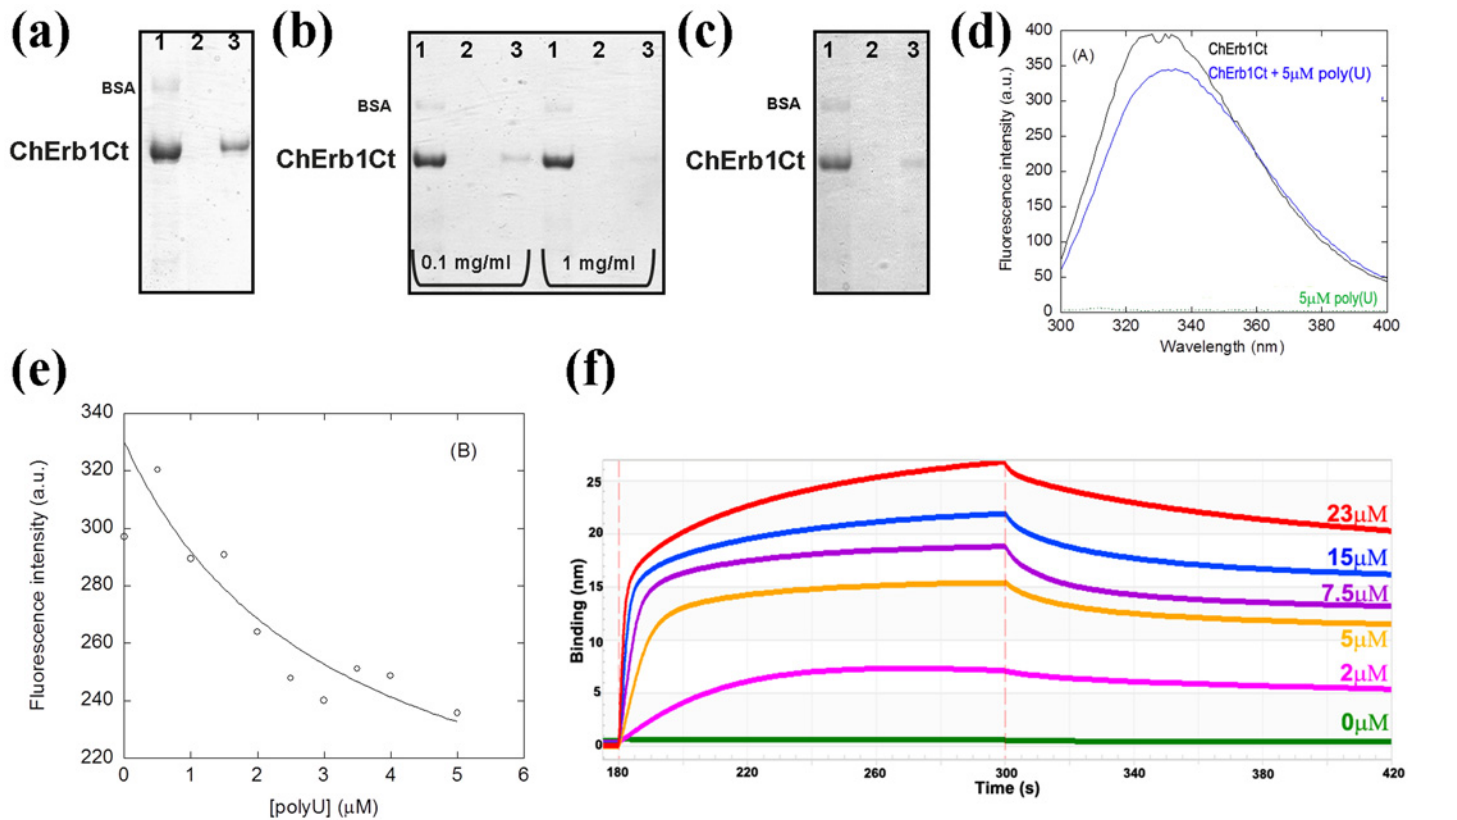 (a)
1 2 3
BSA
ChErb1Ct
(b)
1 2 3 1 2 3
BSA
ChErb1Ct
0.1 mg/ml 1 mg/ml
(c)
1 2 3
BSA
ChErb1Ct
(d)
(A)
ChErb1Ct
ChErb1Ct + 5μM poly(U)
5μM poly(U)
Fluorescence intensity (a.u.)
400
350
300
250
200
150
100
50
0
300 320 340 360 380 400
Wavelength (nm)
(e)
(B)
Fluorescence intensity (a.u.)
340
320
300
280
260
240
220
0 1 2 3 4 5 6
[polyU] (μM)
(f)
Binding (nm)
25
20
15
10
5
0
23μM
15μM
7.5μM
5μM
2μM
0μM
180 220 260 300 340 380 420
Time (s)